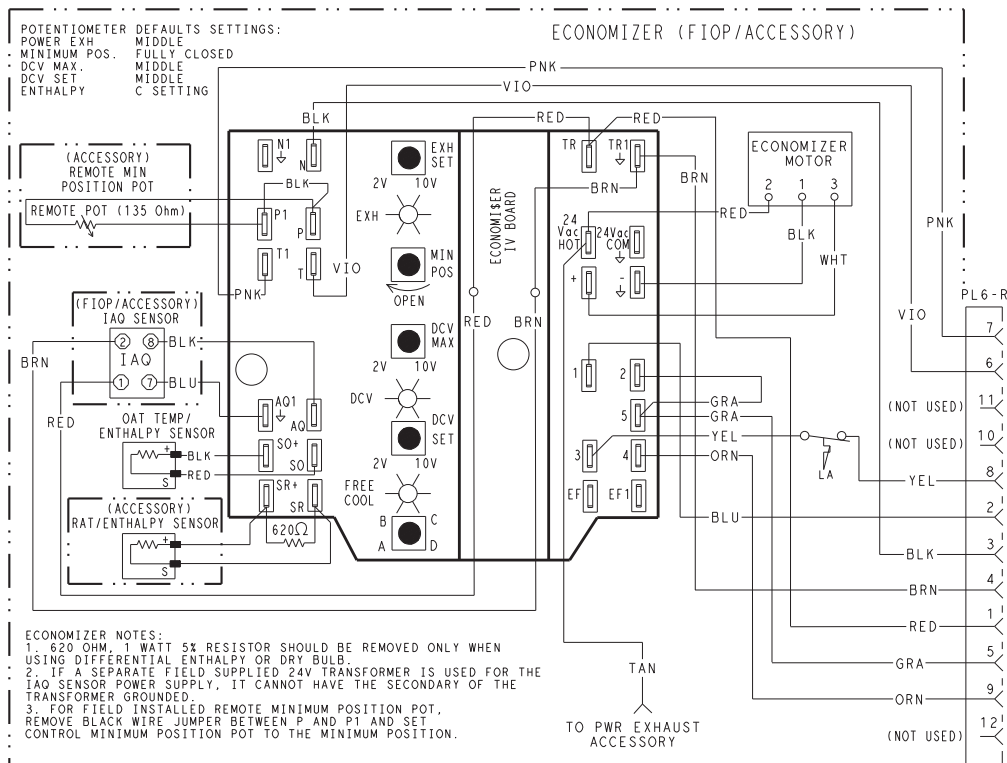 POTENTIOMETER DEFAULTS SETTINGS:
POWER EXH MIDDLE
MINIMUM POS. FULLY CLOSED
DCV MAX. MIDDLE
DCV SET MIDDLE
ENTHALPY C SETTING
ECONOMIZER (FIOP/ACCESSORY)
PNK
VIO
BLK
RED
RED
N1
N
EXH
SET
2V 10V
TR
TR1
ECONOMIZER
MOTOR
2 1 3
(ACCESSORY)
REMOTE MIN
POSITION POT
REMOTE POT (135 Ohm)
BLK
P1
P
EXH
ECONOMI$ER
IV BOARD
BRN
BRN
RED
24
Vac
HOT
24Vac
COM
BLK
WHT
PNK
T1
T
VIO
MIN
POS
OPEN
+
-
PNK
PL6-R
(FIOP/ACCESSORY)
IAQ SENSOR
2 8
IAQ
1 7
BLK
BLU
BRN
RED
DCV
MAX
2V 10V
RED
BRN
VIO
7
6
1
2
AQ1
AQ
DCV
5
GRA
GRA
11
(NOT USED)
OAT TEMP/
ENTHALPY SENSOR
+
S
BLK
RED
SO+
SO
DCV
SET
2V 10V
3
4
YEL
ORN
LA
10
(NOT USED)
8
YEL
(ACCESSORY)
RAT/ENTHALPY SENSOR
+
S
SR+
SR
620Ω
FREE
COOL
B C
A D
EF
EF1
BLU
2
3
BLK
4
BRN
1
RED
5
GRA
9
ORN
12
(NOT USED)
TAN
TO PWR EXHAUST
ACCESSORY
ECONOMIZER NOTES:
1. 620 OHM, 1 WATT 5% RESISTOR SHOULD BE REMOVED ONLY WHEN
USING DIFFERENTIAL ENTHALPY OR DRY BULB.
2. IF A SEPARATE FIELD SUPPLIED 24V TRANSFORMER IS USED FOR THE
IAQ SENSOR POWER SUPPLY, IT CANNOT HAVE THE SECONDARY OF THE
TRANSFORMER GROUNDED.
3. FOR FIELD INSTALLED REMOTE MINIMUM POSITION POT,
REMOVE BLACK WIRE JUMPER BETWEEN P AND P1 AND SET
CONTROL MINIMUM POSITION POT TO THE MINIMUM POSITION.